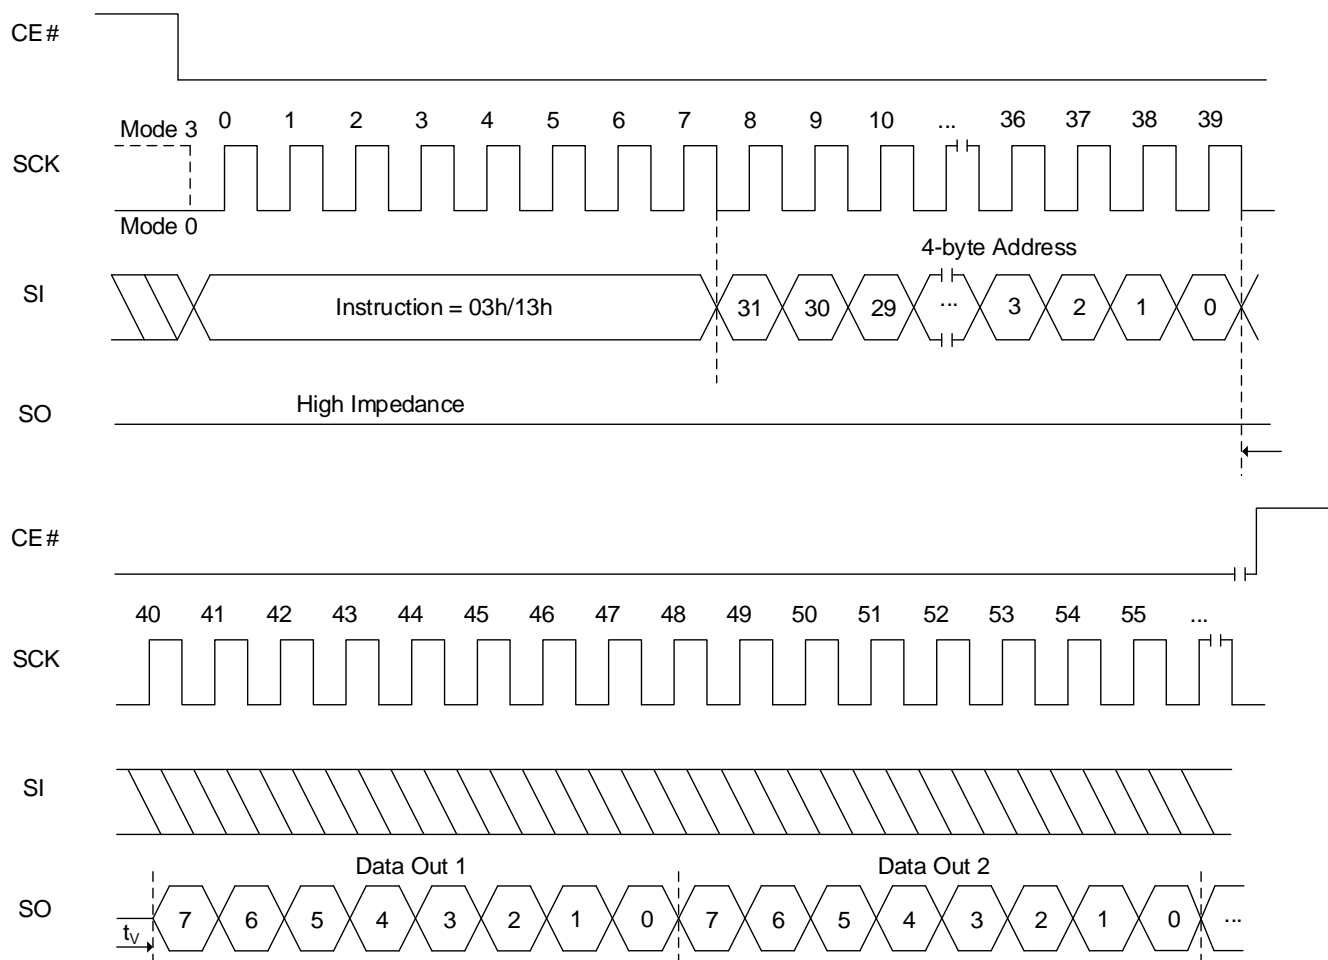 CE#
Mode 3 0 1 2 3 4 5 6 7 8 9 10 ... 36 37 38 39
SCK
Mode 0
4-byte Address
SI Instruction = 03h/13h 31 30 29 ... 3 2 1 0
High Impedance
SO
CE#
40 41 42 43 44 45 46 47 48 49 50 51 52 53 54 55 ...
SCK
SI
Data Out 1 Data Out 2
SO 7 6 5 4 3 2 1 0 7 6 5 4 3 2 1 0 ...
tV